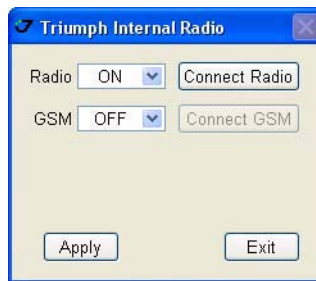 Triumph Internal Radio
Radio ON Connect Radio
GSM OFF Connect GSM
Apply Exit